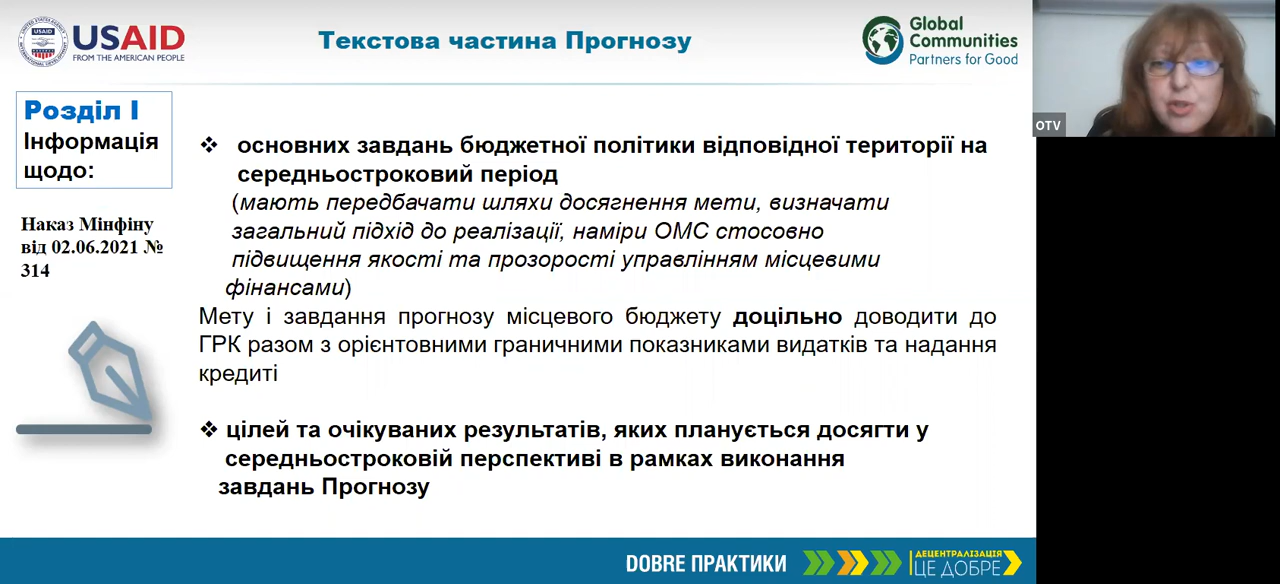 USAID
FROM THE AMERICAN PEOPLE
Текстова частина Прогнозу
Global
Communities
Partners for Good
OTV
Розділ І
Інформація
щодо:
Наказ Мінфіну
від 02.06.2021 №
314
❖ основних завдань бюджетної політики відповідної території на
середньостроковий період
(мають передбачати шляхи досягнення мети, визначати
загальний підхід до реалізації, наміри ОМС стосовно
підвищення якості та прозорості управлінням місцевими
фінансами)
Мету і завдання прогнозу місцевого бюджету доцільно доводити до
ГРК разом з орієнтовними граничними показниками видатків та надання
кредиті
❖ цілей та очікуваних результатів, яких планується досягти у
середньостроковій перспективі в рамках виконання
завдань Прогнозу
DOBRE ПРАКТИКИ
ДЕЦЕНТРАЛІЗАЦІЯ
ЦЕ ДОБРЕ